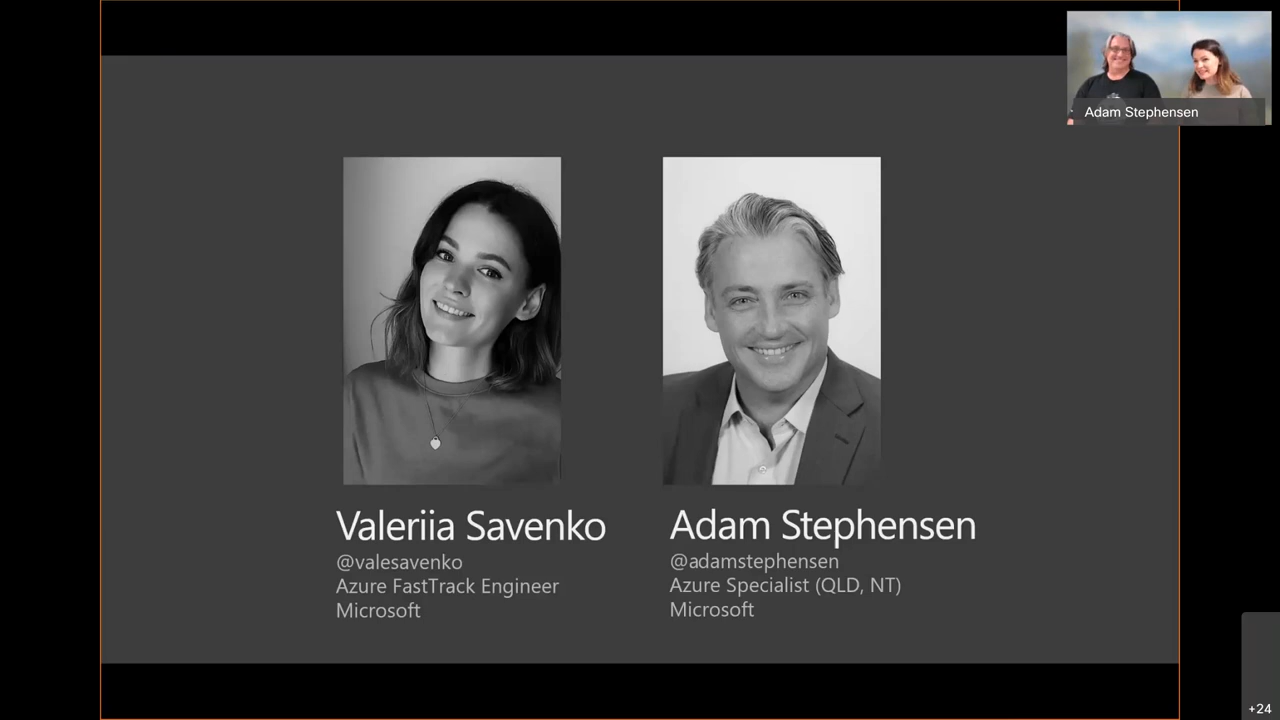 Adam Stephensen
Valeriia Savenko
@valesavenko
Azure FastTrack Engineer
Microsoft
Adam Stephensen
@adamstephensen
Azure Specialist (QLD, NT)
Microsoft
+24